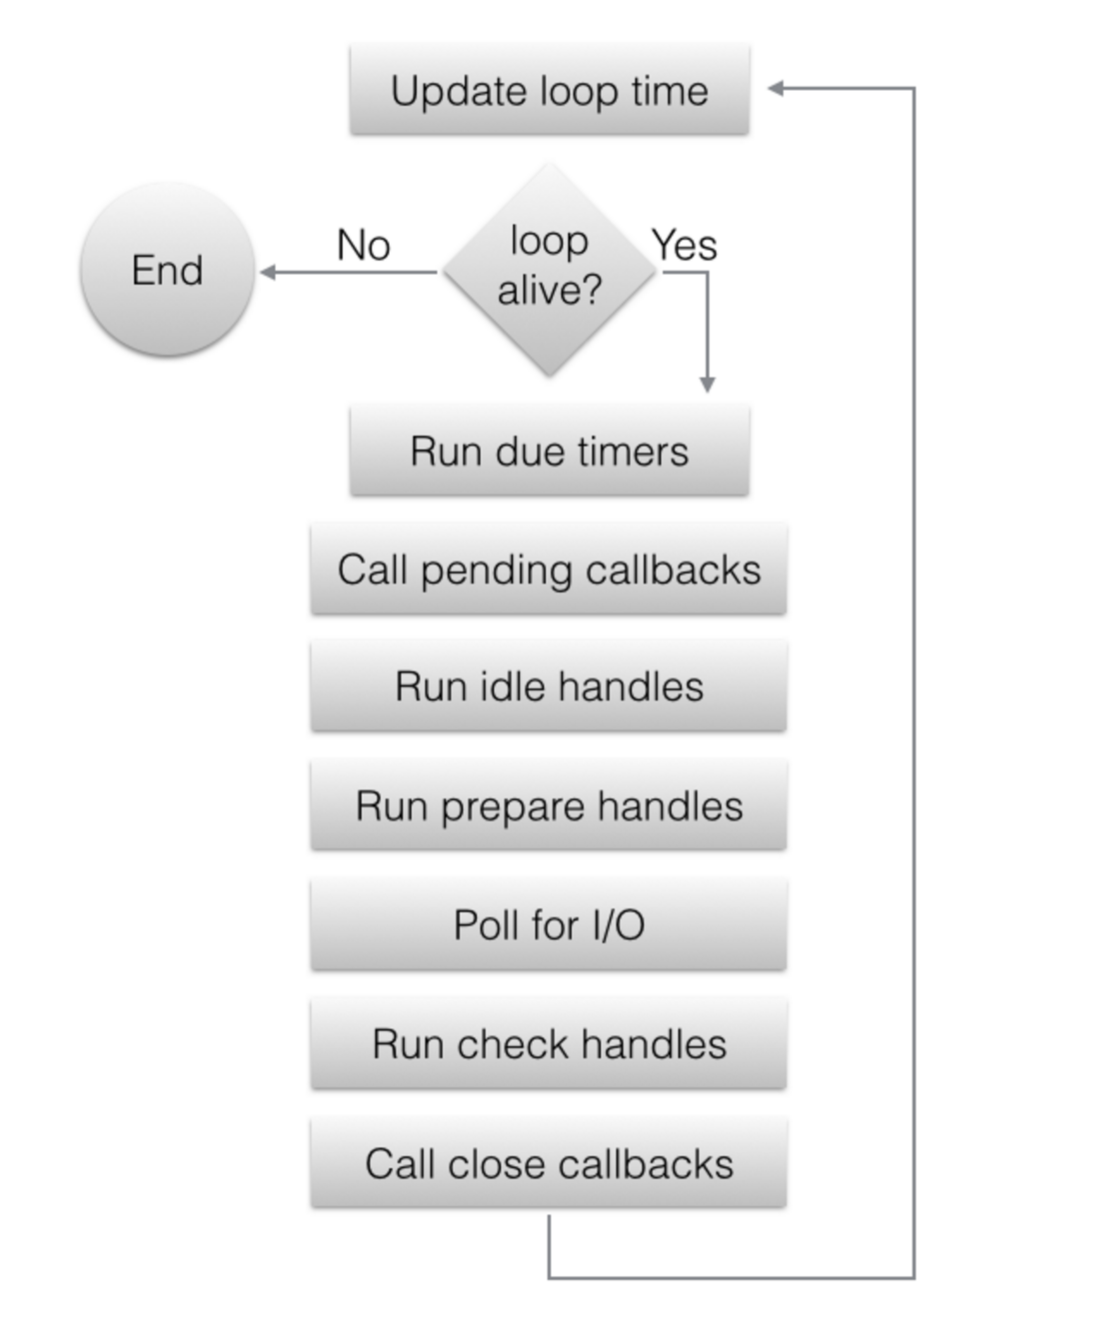 Update loop time
No
loop
alive?
Yes
End
Run due timers
Call pending callbacks
Run idle handles
Run prepare handles
Poll for I/O
Run check handles
Call close callbacks